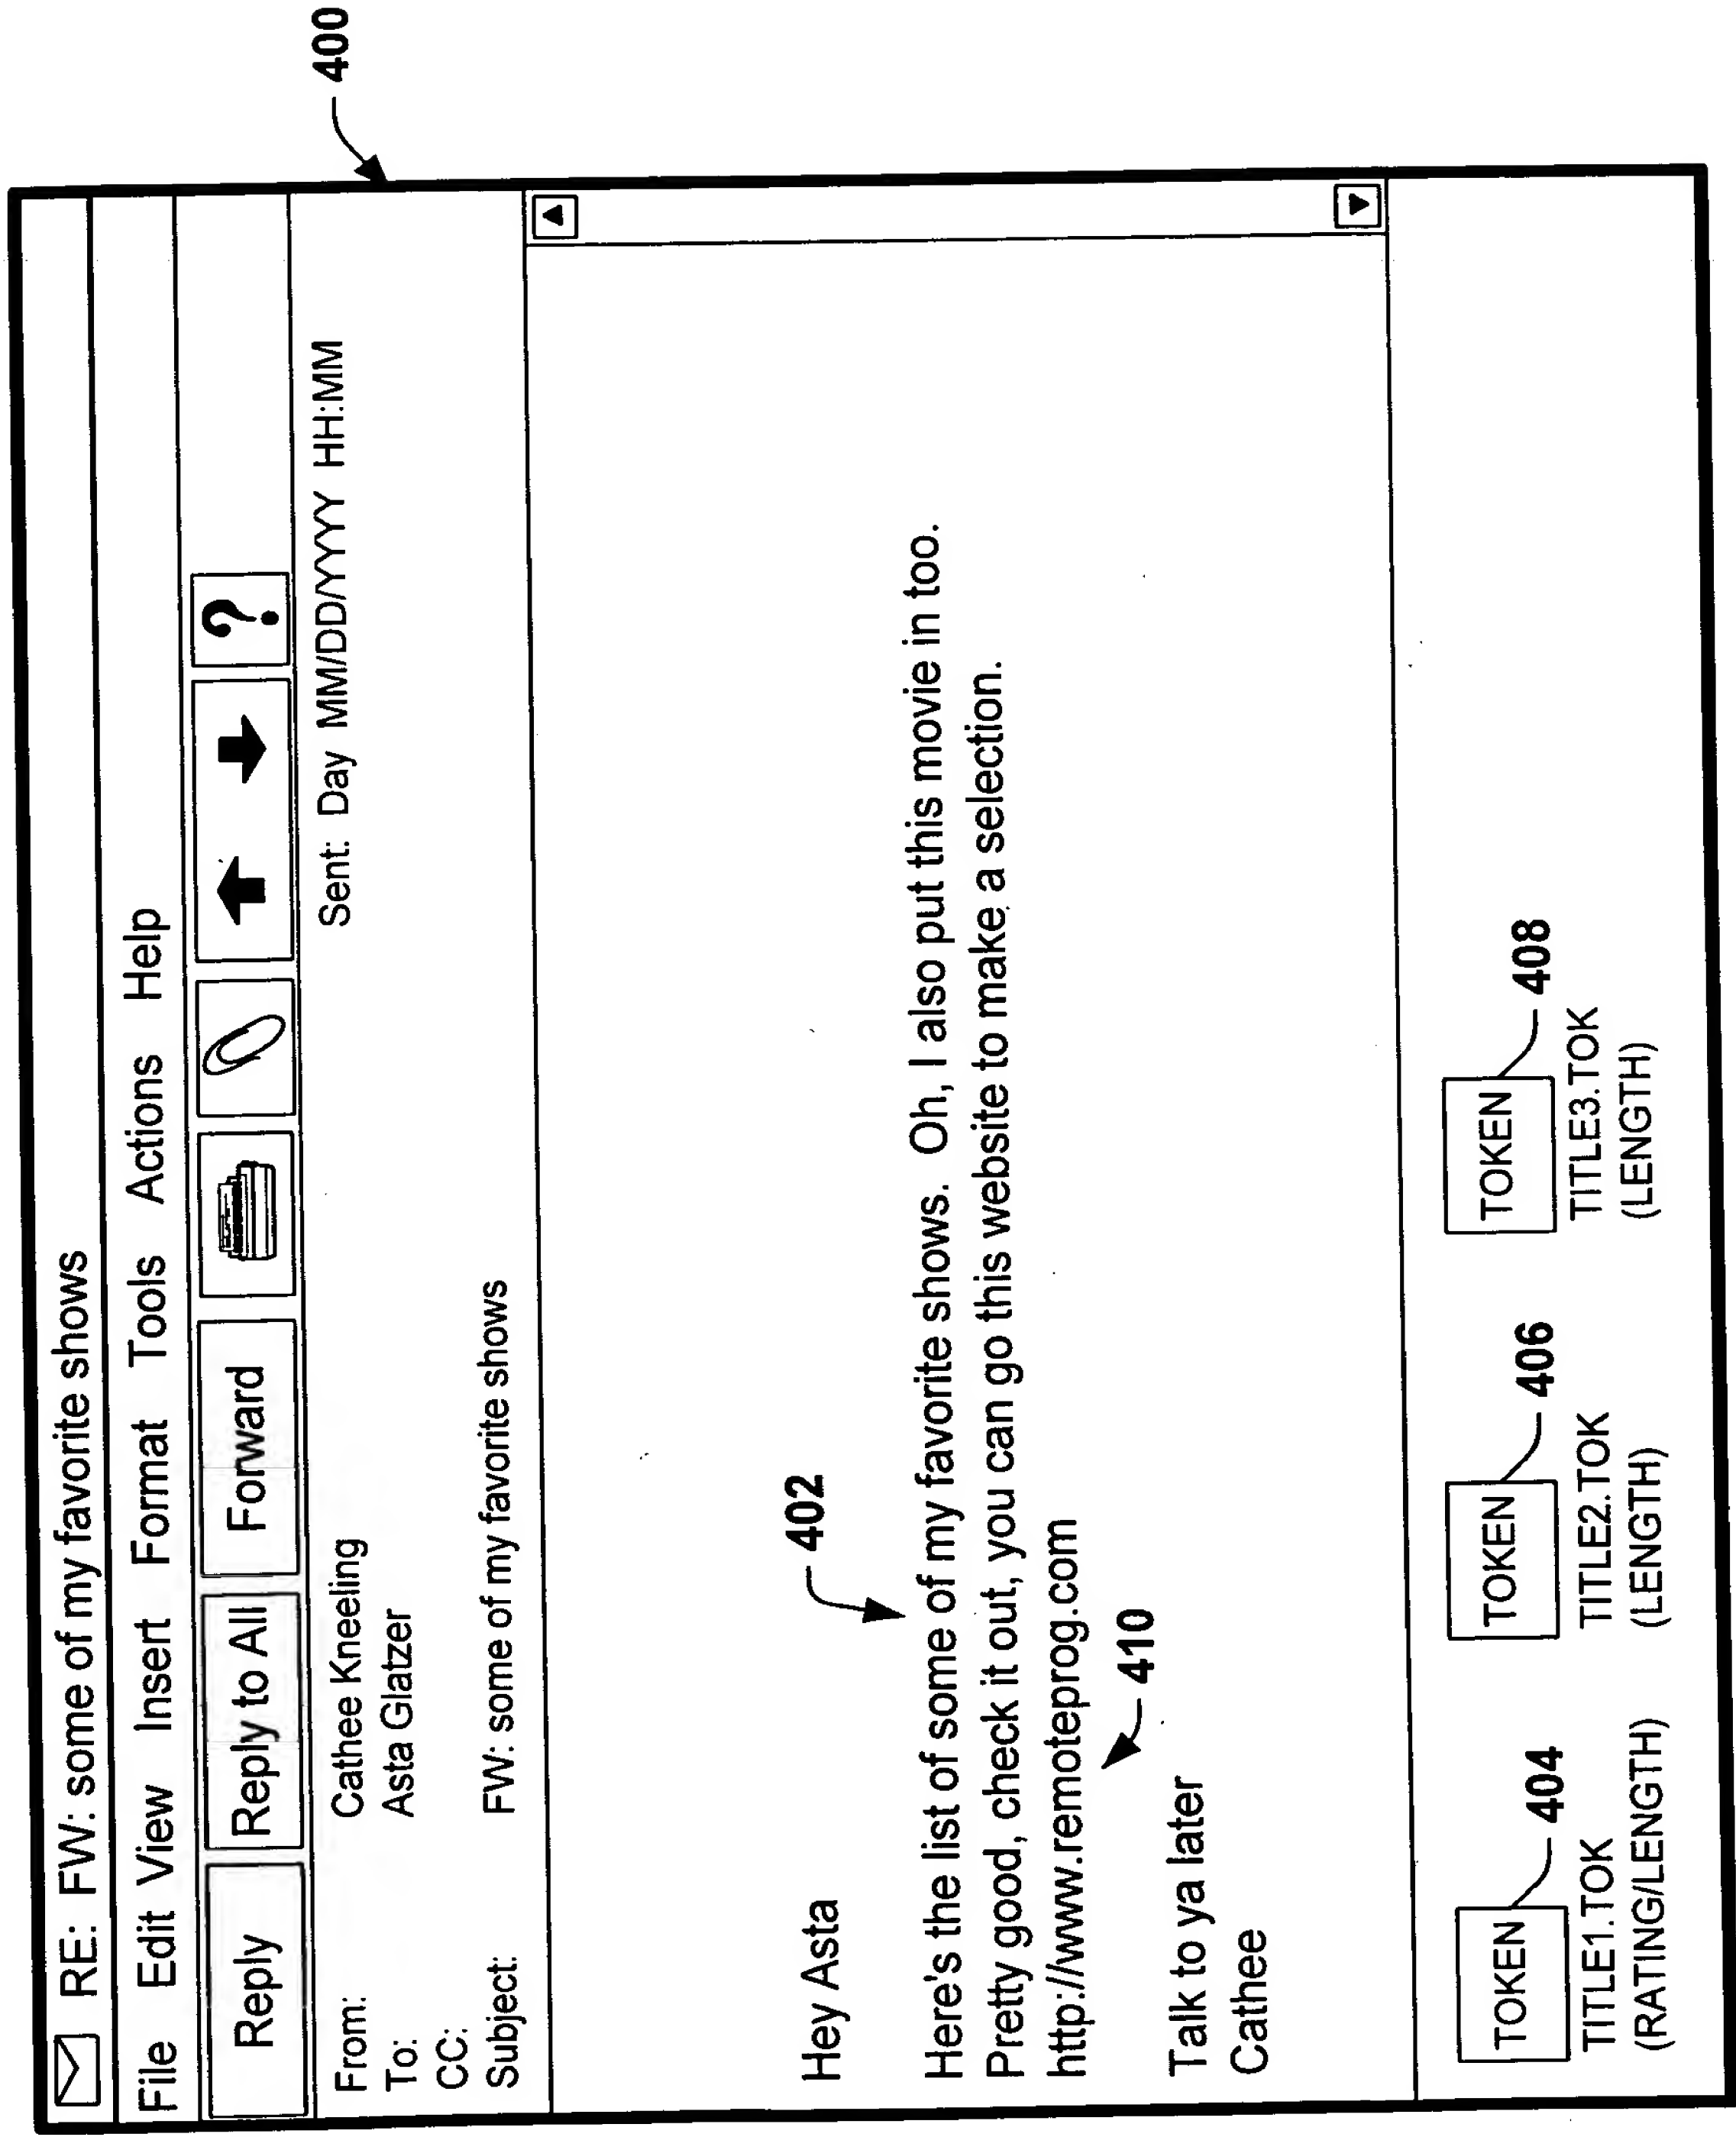 400
RE: FW: some of my favorite shows
File Edit View Insert Format Tools Actions Help
Reply Reply to All Forward ?
From: Cathee Kneeling Sent: Day MM/DD/YYYY HH:MM
To: Asta Glatzer
CC:
Subject: FW: some of my favorite shows
402
Hey Asta
Here's the list of some of my favorite shows. Oh, I also put this movie in too.
Pretty good, check it out, you can go this website to make a selection.
http://www.remoteprog.com
410
Talk to ya later
Cathee
TOKEN 404 TOKEN 406 TOKEN 408
TITLE1.TOK TITLE2.TOK TITLE3.TOK
(RATING/LENGTH) (LENGTH) (LENGTH)